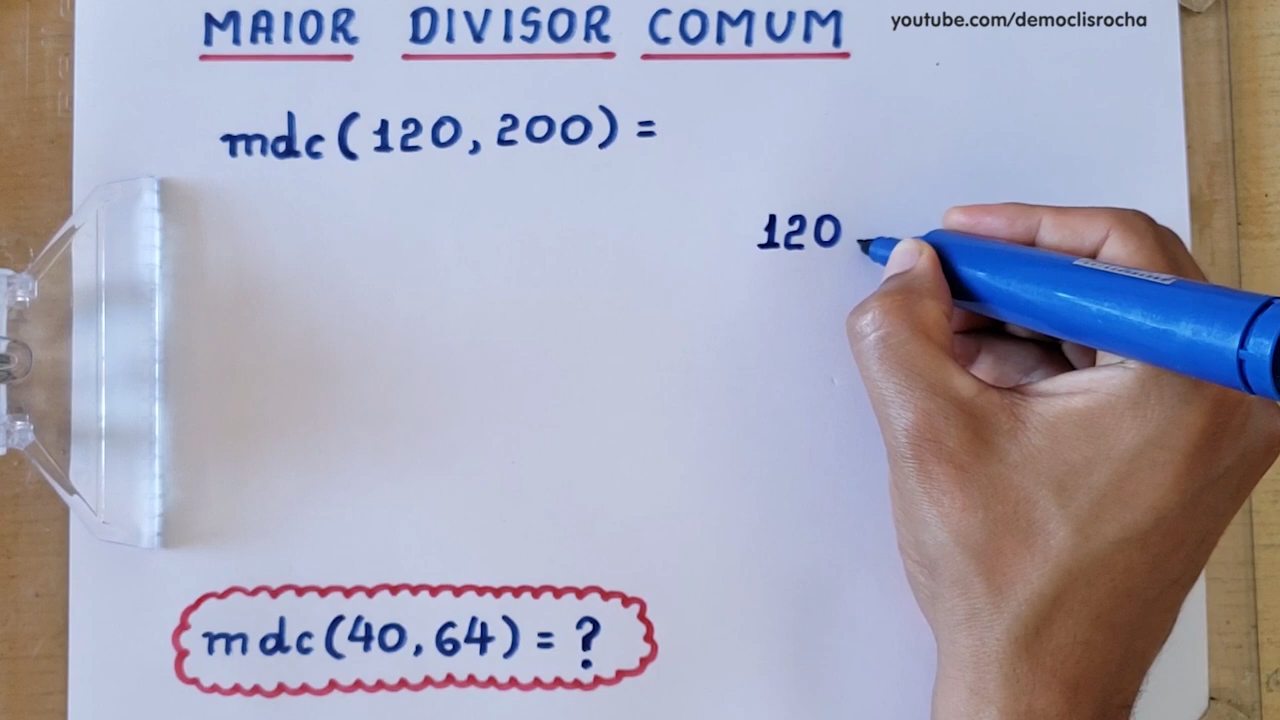 MAIOR DIVISOR COMUM
youtube.com/democlisrocha
mdc(120, 200) =
120
mdc(40, 64) = ?